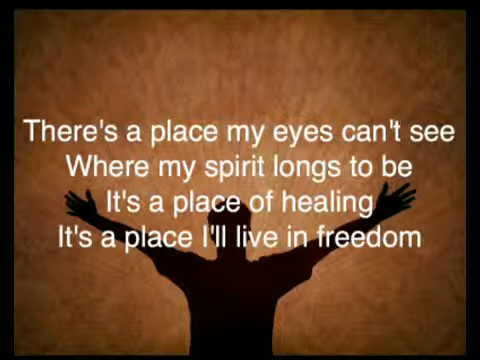 There's a place my eyes can't see
Where my spirit longs to be
It's a place of healing
It's a place I'll live in freedom